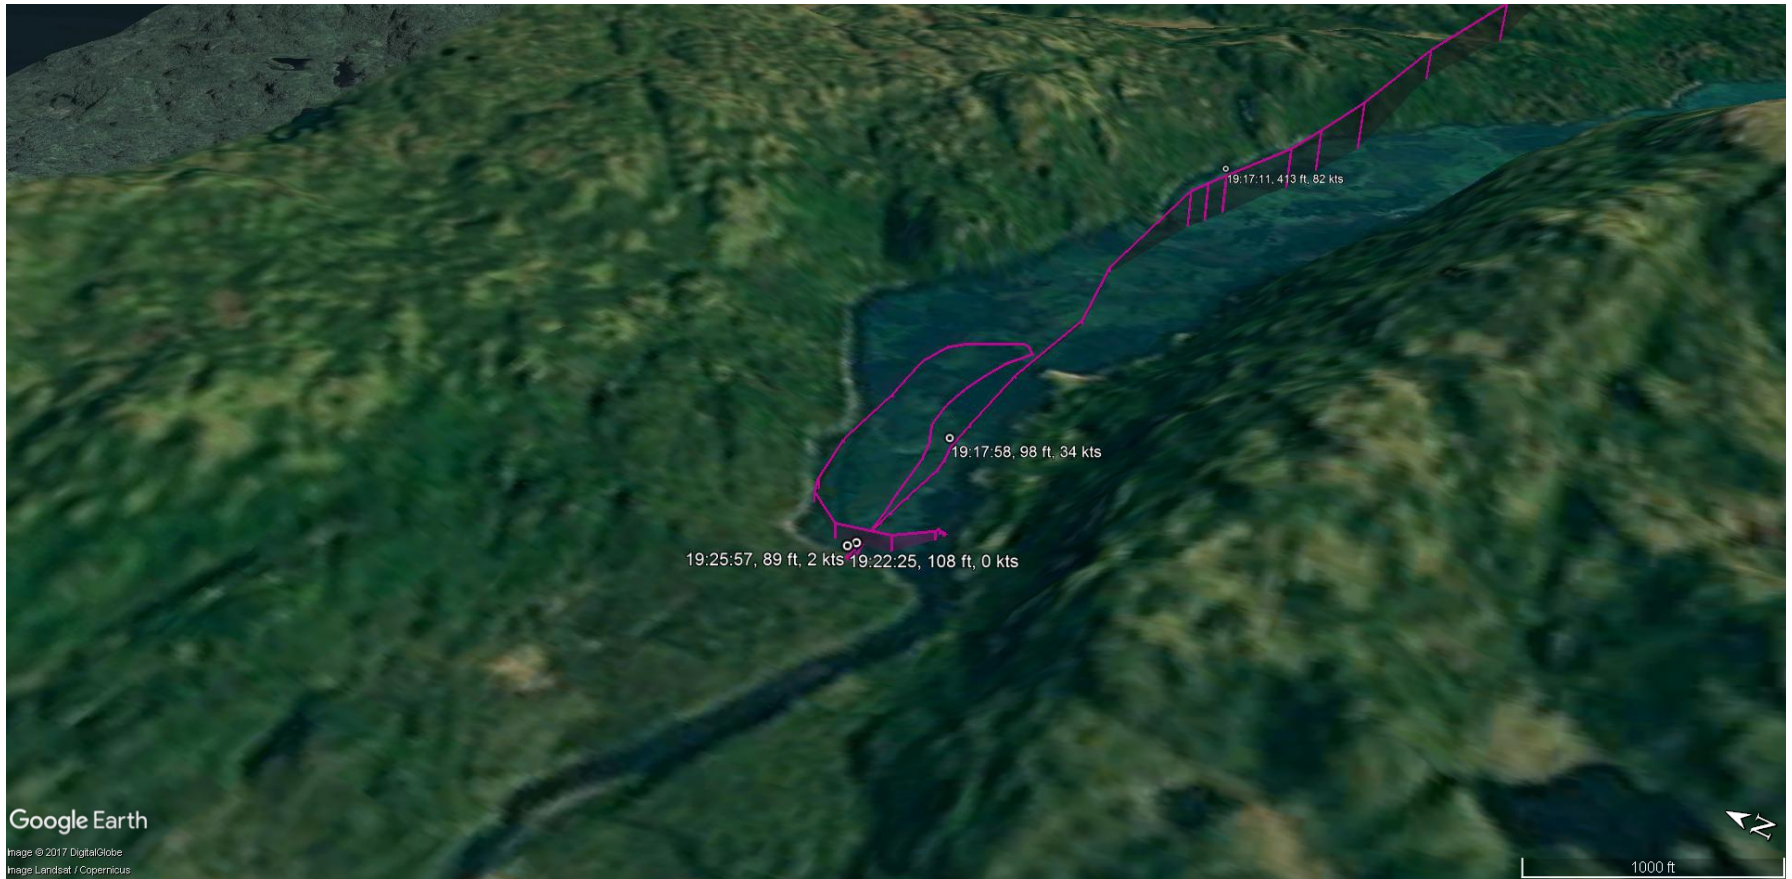 19:17:11, 413 ft, 82 kts
19:17:58, 98 ft, 34 kts
19:25:57, 89 ft, 2 kts 19:22:25, 108 ft, 0 kts
Google Earth
N
Image © 2017 DigitalGlobe
Image Landsat / Copernicus
1000 ft